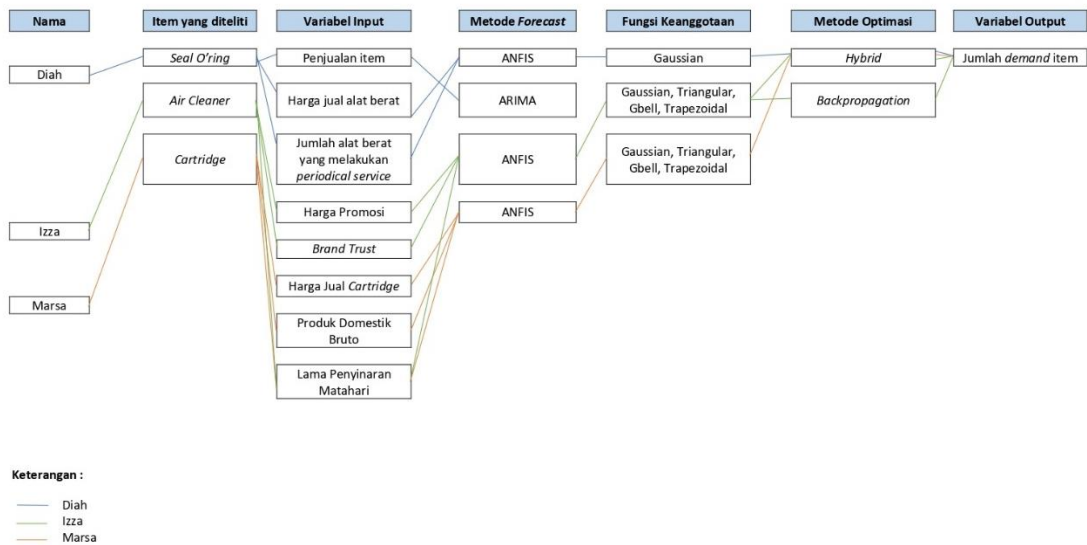 Nama
Item yang diteliti
Variabel Input
Metode Forecast
Fungsi Keanggotaan
Metode Optimasi
Variabel Output
Diah
Izza
Marsa
Seal O'ring
Air Cleaner
Cartridge
Penjualan item
Harga jual alat berat
Jumlah alat berat
yang melakukan
periodical service
Harga Promosi
Brand Trust
Harga Jual Cartridge
Produk Domestik
Bruto
Lama Penyinaran
Matahari
ANFIS
ARIMA
ANFIS
ANFIS
Gaussian
Gaussian, Triangular,
Gbell, Trapezoidal
Gaussian, Triangular,
Gbell, Trapezoidal
Hybrid
Backpropagation
Jumlah demand item
Keterangan :
Diah
Izza
Marsa